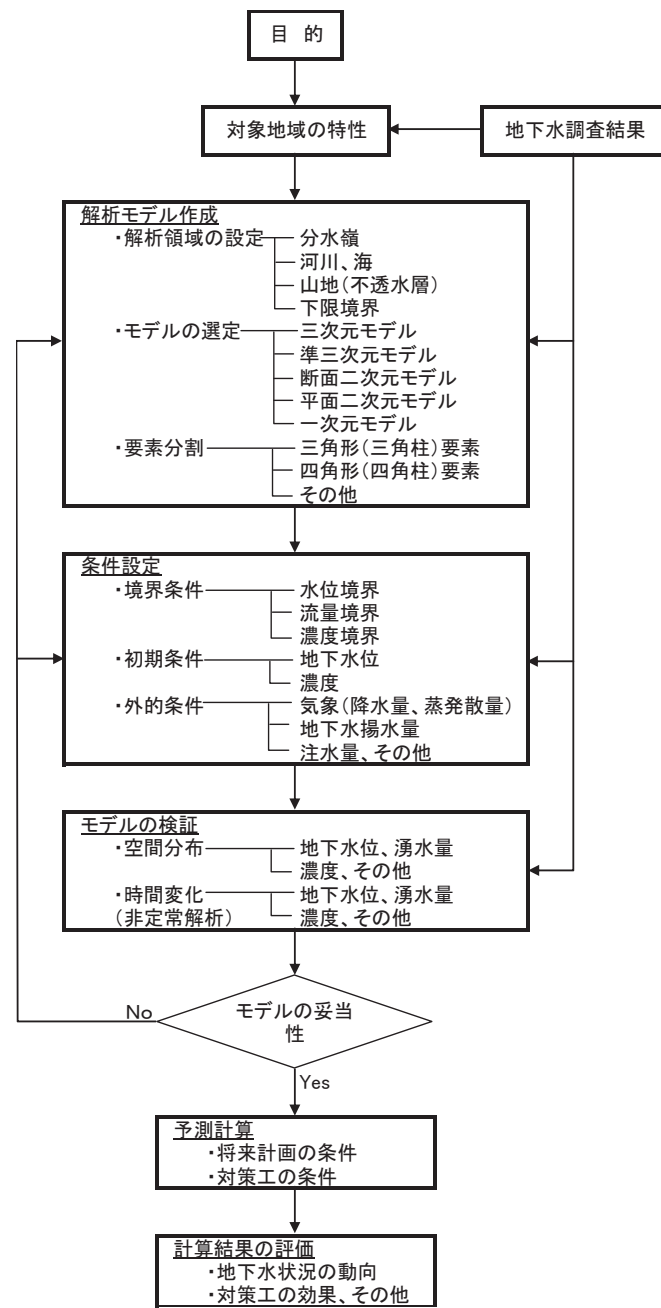 目 的
対象地域の特性
地下水調査結果
解析モデル作成
・解析領域の設定 分水嶺
河川、海
山地(不透水層)
下限境界
・モデルの選定 三次元モデル
準三次元モデル
断面二次元モデル
平面二次元モデル
一次元モデル
・要素分割 三角形(三角柱)要素
四角形(四角柱)要素
その他
条件設定
・境界条件 水位境界
流量境界
濃度境界
・初期条件 地下水位
濃度
・外的条件 気象(降水量、蒸発散量)
地下水揚水量
注水量、その他
モデルの検証
・空間分布 地下水位、湧水量
濃度、その他
・時間変化 地下水位、湧水量
(非定常解析) 濃度、その他
No
モデルの妥当
性
Yes
予測計算
・将来計画の条件
・対策工の条件
計算結果の評価
・地下水状況の動向
・対策工の効果、その他